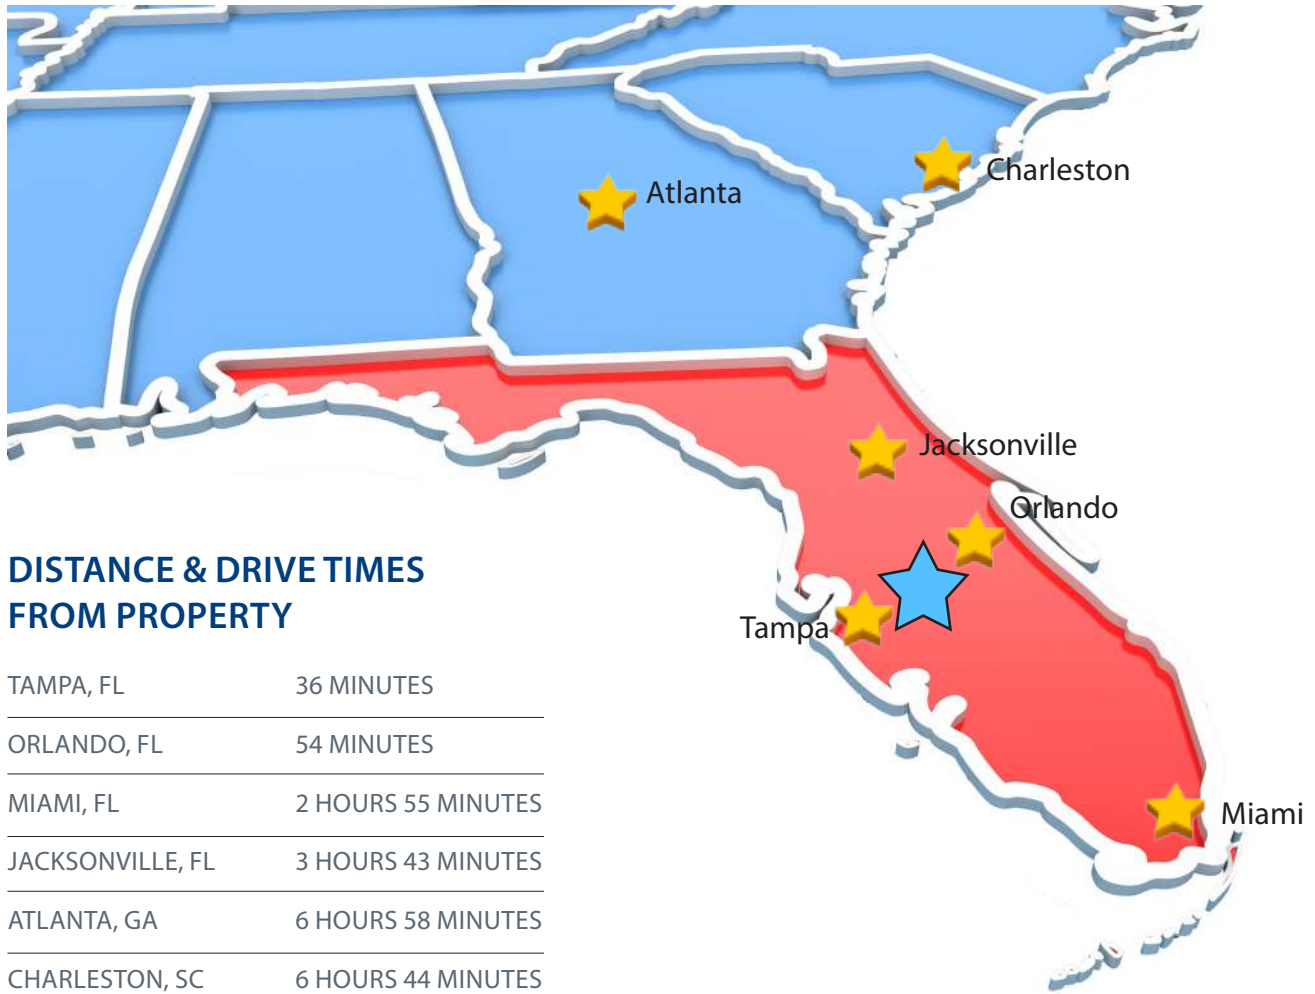 Charleston
Atlanta
Jacksonville
Orlando
Tampa
Miami
DISTANCE & DRIVE TIMES
FROM PROPERTY
TAMPA, FL 36 MINUTES
ORLANDO, FL 54 MINUTES
MIAMI, FL 2 HOURS 55 MINUTES
JACKSONVILLE, FL 3 HOURS 43 MINUTES
ATLANTA, GA 6 HOURS 58 MINUTES
CHARLESTON, SC 6 HOURS 44 MINUTES